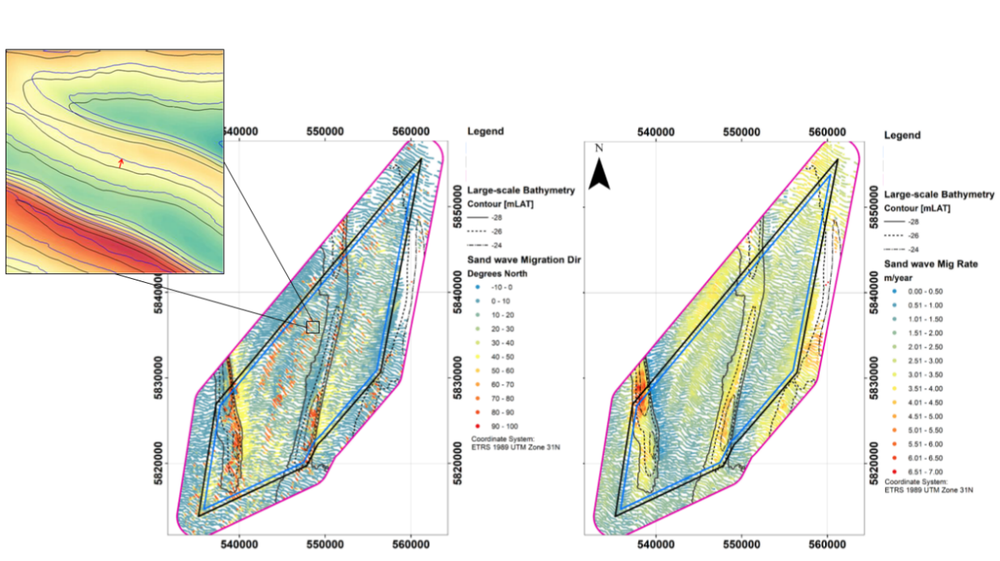 540000 550000 560000
5850000
5840000
5830000
5820000
540000 550000 560000
Legend
Large-scale Bathymetry
Contour [mLAT]
-28
-26
-24
Sand wave Migration Dir
Degrees North
-10 - 0
0 - 10
10 - 20
20 - 30
30 - 40
40 - 50
50 - 60
60 - 70
70 - 80
80 - 90
90 - 100
Coordinate System:
ETRS 1989 UTM Zone 31N
N
540000 550000 560000
5850000
5840000
5830000
5820000
540000 550000 560000
Legend
Large-scale Bathymetry
Contour [mLAT]
-28
-26
-24
Sand wave Mig Rate
m/year
0.00 - 0.50
0.51 - 1.00
1.01 - 1.50
1.51 - 2.00
2.01 - 2.50
2.51 - 3.00
3.01 - 3.50
3.51 - 4.00
4.01 - 4.50
4.51 - 5.00
5.01 - 5.50
5.51 - 6.00
6.01 - 6.50
6.51 - 7.00
Coordinate System:
ETRS 1989 UTM Zone 31N